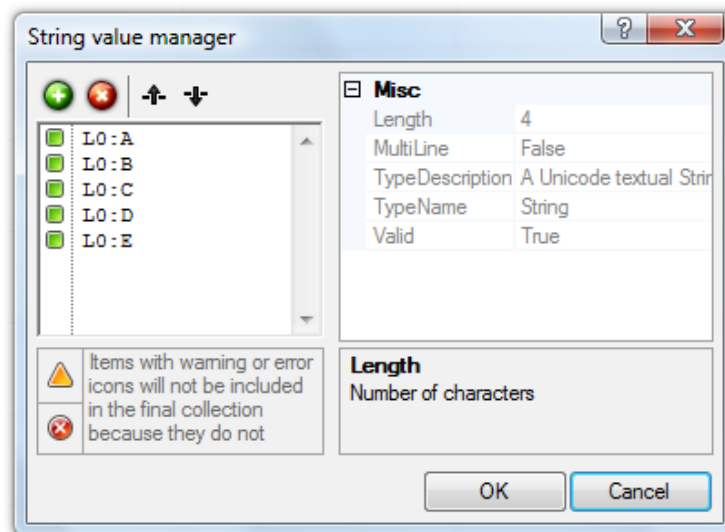 String value manager
L0:A
L0:B
L0:C
L0:D
L0:E
Items with warning or error
icons will not be included
in the final collection
because they do not
Misc
Length 4
MultiLine False
TypeDescription A Unicode textual Strir
TypeName String
Valid True
Length
Number of characters
OK
Cancel